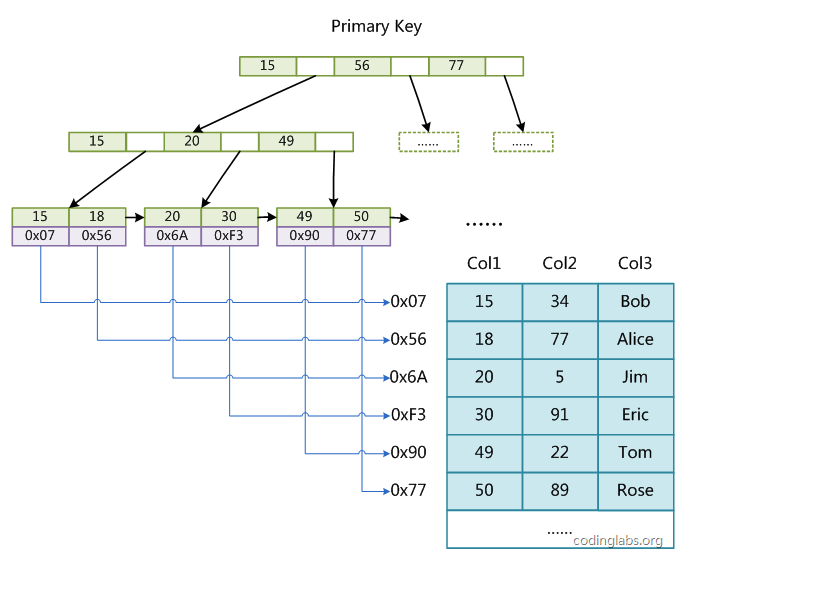 Primary Key
15 56 77
15 20 49 ...... ......
15 18 20 30 49 50
0x07 0x56 0x6A 0xF3 0x90 0x77
......
Col1 Col2 Col3
0x07 15 34 Bob
0x56 18 77 Alice
0x6A 20 5 Jim
0xF3 30 91 Eric
0x90 49 22 Tom
0x77 50 89 Rose
......
codinglabs.org